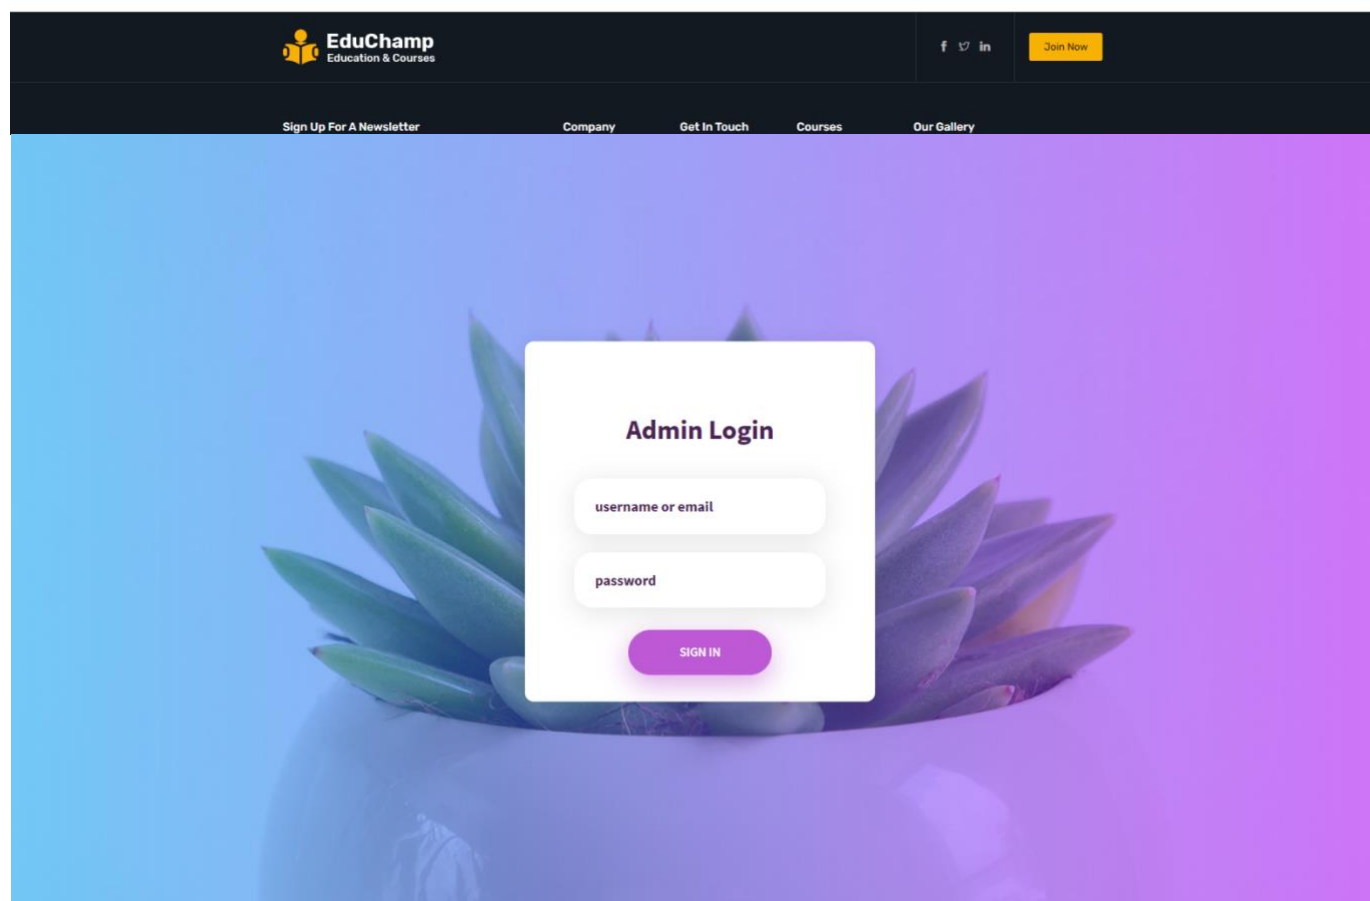 EduChamp
Education & Courses
f in
Join Now
Sign Up For A Newsletter
Company
Get In Touch
Courses
Our Gallery
Admin Login
username or email
password
SIGN IN